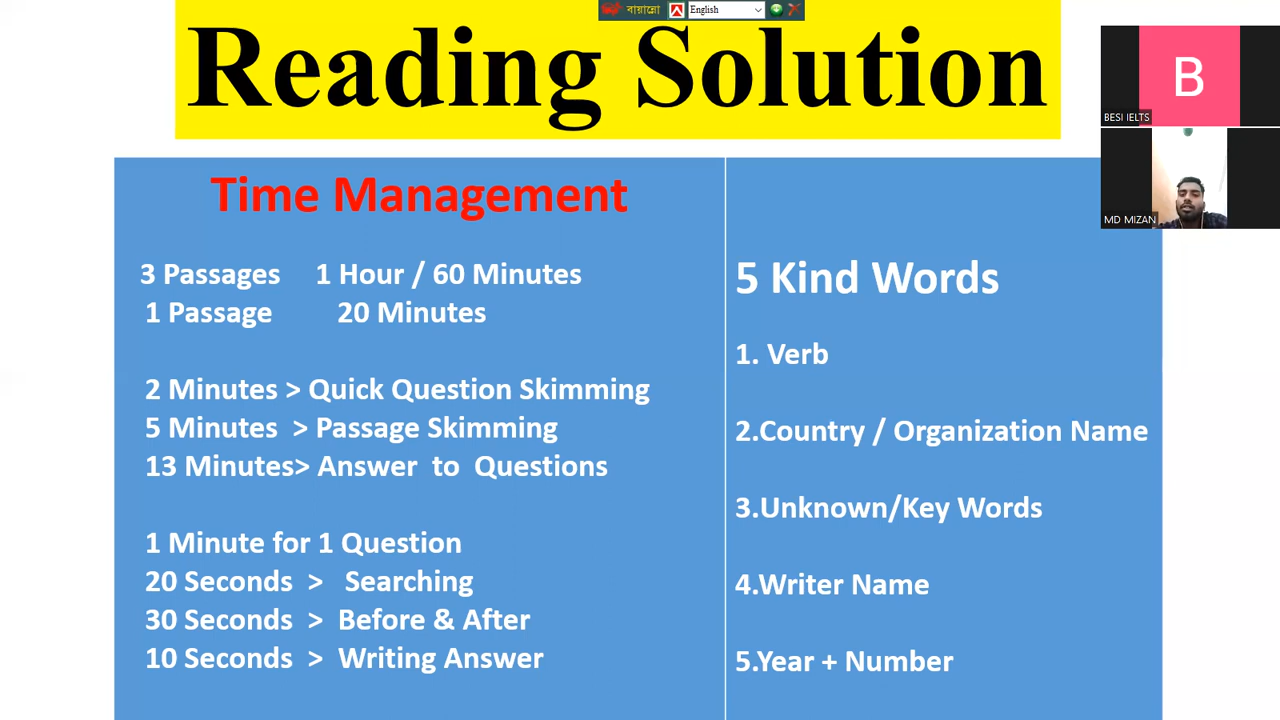 বায়ান্নো
English
Reading Solution
B
BESI IELTS
MD MIZAN
Time Management
3 Passages 1 Hour / 60 Minutes
1 Passage 20 Minutes
2 Minutes > Quick Question Skimming
5 Minutes > Passage Skimming
13 Minutes> Answer to Questions
1 Minute for 1 Question
20 Seconds > Searching
30 Seconds > Before & After
10 Seconds > Writing Answer
5 Kind Words
1. Verb
2.Country / Organization Name
3.Unknown/Key Words
4.Writer Name
5.Year + Number